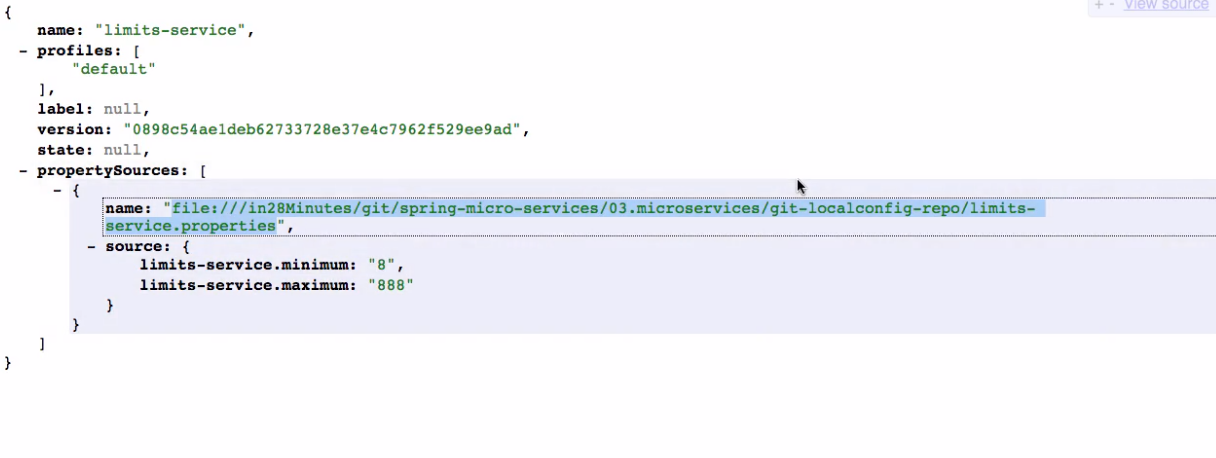 + - View source
{
name: "limits-service",
- profiles: [
"default"
],
label: null,
version: "0898c54ae1deb62733728e37e4c7962f529ee9ad",
state: null,
- propertySources: [
- {
name: "file:///in28Minutes/git/spring-micro-services/03.microservices/git-localconfig-repo/limits-
service.properties",
- source: {
limits-service.minimum: "8",
limits-service.maximum: "888"
}
}
]
}